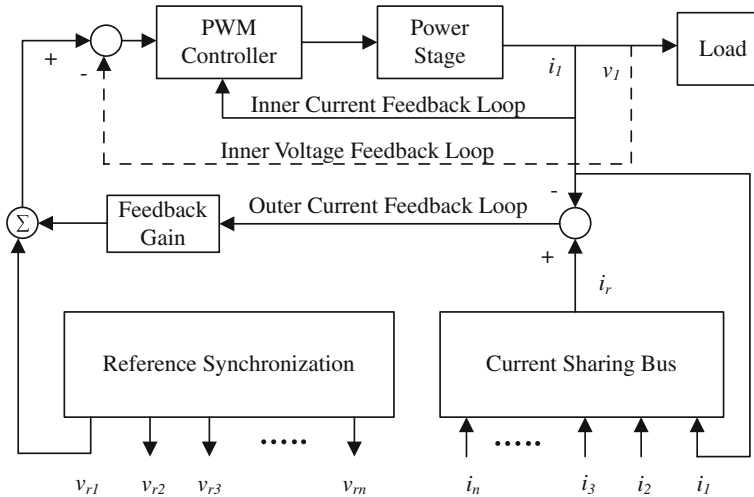 PWM
Controller
Power
Stage
Load
+
-
i1
v1
Inner Current Feedback Loop
Inner Voltage Feedback Loop
-
Σ
Feedback
Gain
Outer Current Feedback Loop
+
ir
Reference Synchronization
Current Sharing Bus
.....
.....
vr1 vr2 vr3 vrn in i3 i2 i1